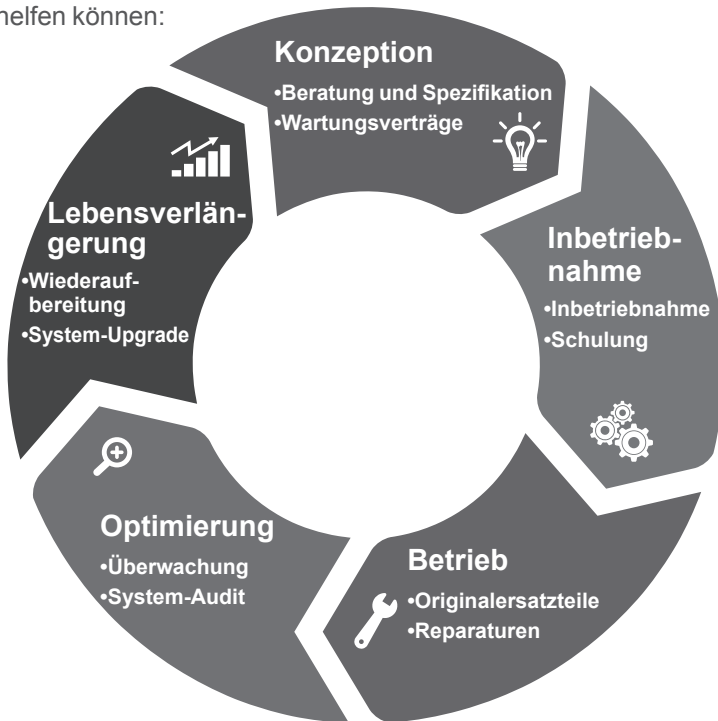 helfen können:
Konzeption
•Beratung und Spezifikation
•Wartungsverträge
Inbetrieb-
nahme
•Inbetriebnahme
•Schulung
Betrieb
•Originalersatzteile
•Reparaturen
Optimierung
•Überwachung
•System-Audit
Lebensverlän-
gerung
•Wiederauf-
bereitung
•System-Upgrade